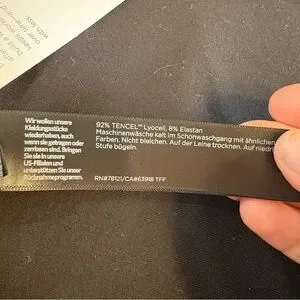 Wir wollen unsere
Kleidungsstücke
wiederhaben, auch
wenn sie getragen oder
zerrissen sind. Bringen
Sie sie in unsere
US-Filialen und
unterstützen Sie unser
Rücknahmeprogramm.
92% TENCEL™ Lyocell, 8% Elastan
Maschinenwäsche kalt im Schonwaschgang mit ähnlichen
Farben. Nicht bleichen. Auf der Leine trocknen. Auf niedri
Stufe bügeln.
RN#78121/CA#63918 TFF